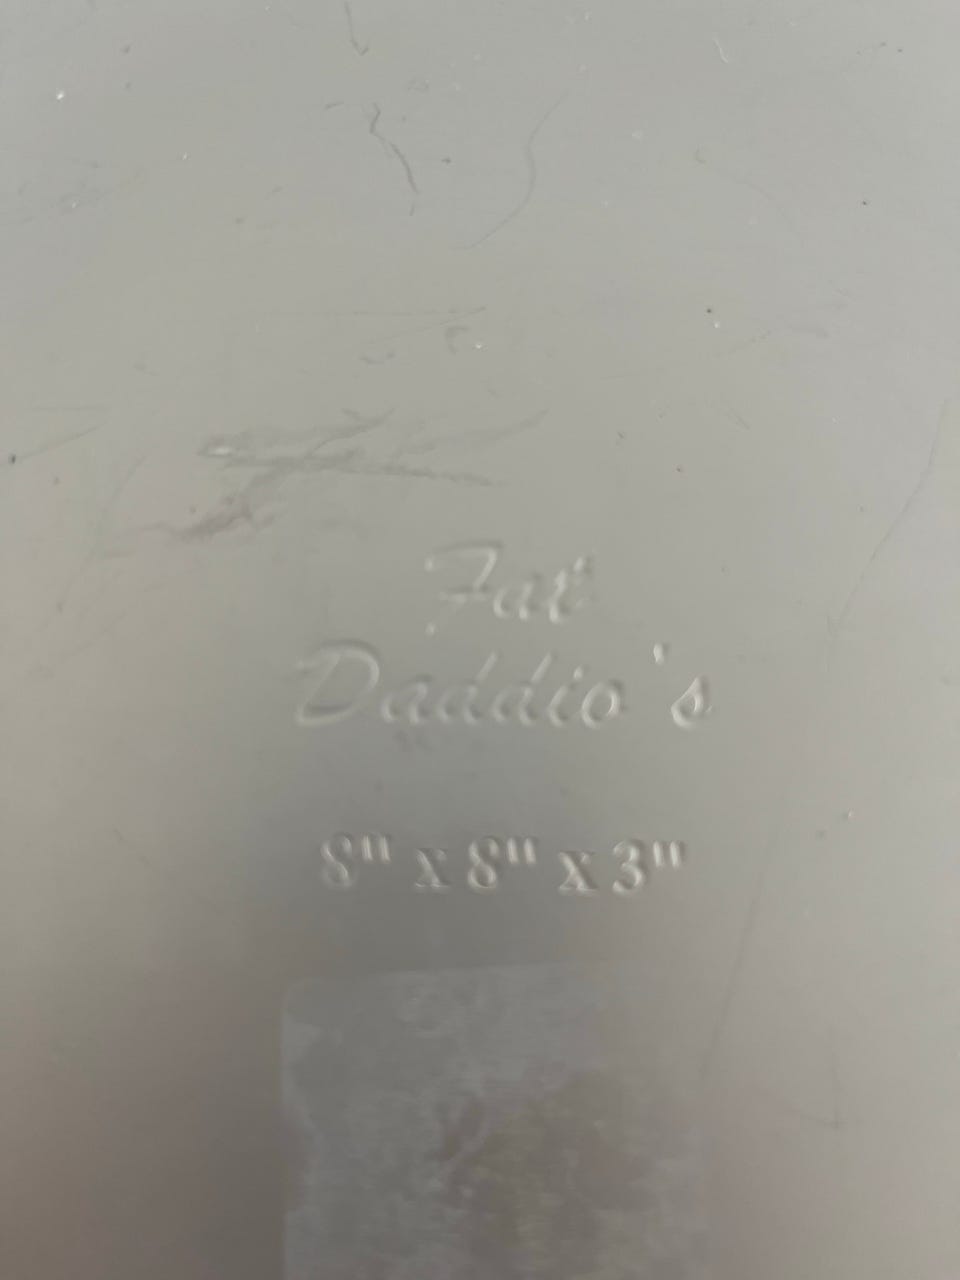 Fat
Daddio's
8" x 8" x 3"